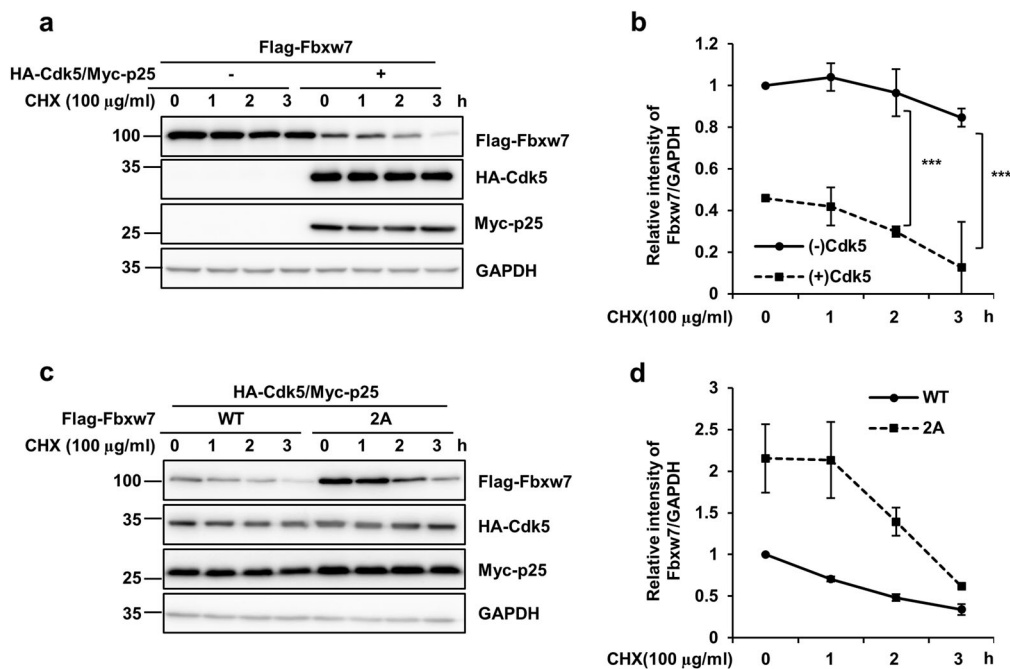 a
Flag-Fbxw7
HA-Cdk5/Myc-p25 - +
CHX (100 μg/ml) 0 1 2 3 0 1 2 3 h
100 Flag-Fbxw7
35 HA-Cdk5
25 Myc-p25
35 GAPDH
b
Relative intensity of
Fbxw7/GAPDH
1.2
1
0.8
0.6
0.4
0.2
0
***
***
(-)Cdk5
(+)Cdk5
CHX(100 μg/ml) 0 1 2 3 h
c
HA-Cdk5/Myc-p25
Flag-Fbxw7 WT 2A
CHX (100 μg/ml) 0 1 2 3 0 1 2 3 h
100 Flag-Fbxw7
35 HA-Cdk5
25 Myc-p25
35 GAPDH
d
Relative intensity of
Fbxw7/GAPDH
3
2.5
2
1.5
1
0.5
0
WT
2A
CHX(100 μg/ml) 0 1 2 3 h